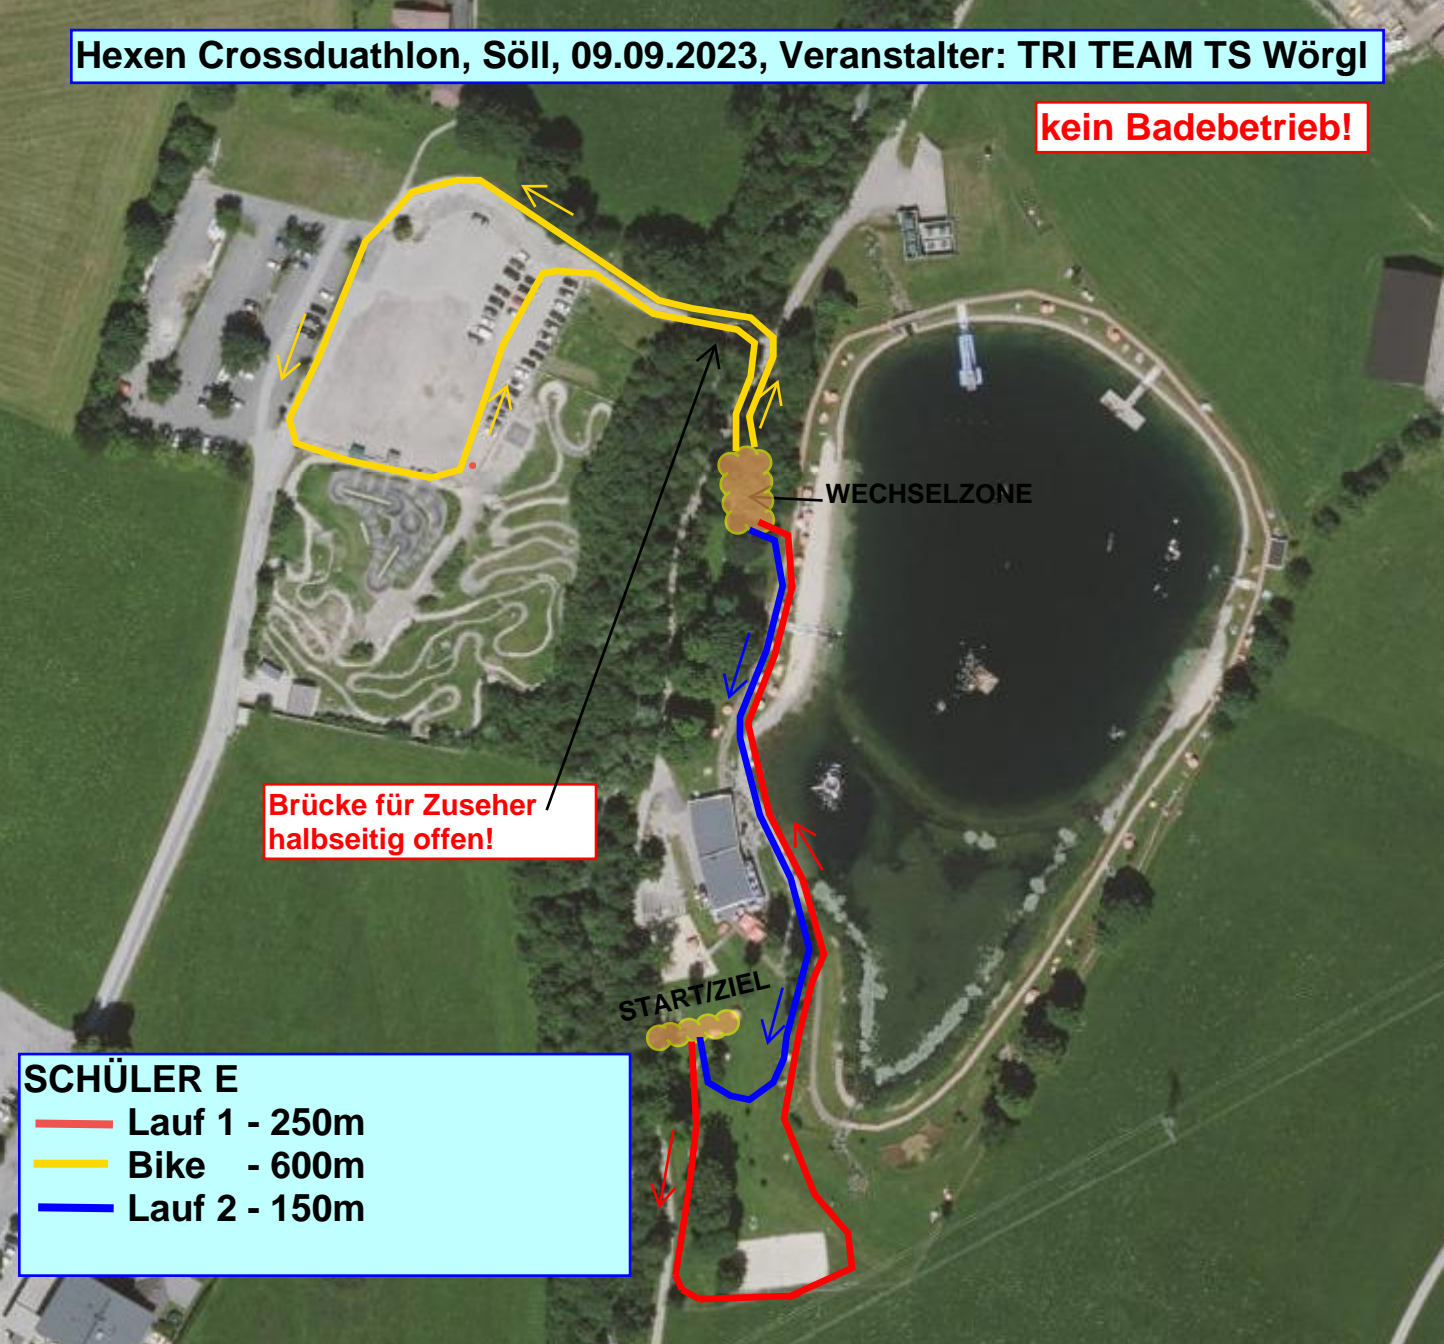 Hexen Crossduathlon, Söll, 09.09.2023, Veranstalter: TRI TEAM TS Wörgl
kein Badebetrieb!
WECHSELZONE
Brücke für Zuseher
halbseitig offen!
START/ZIEL
SCHÜLER E
Lauf 1 - 250m
Bike - 600m
Lauf 2 - 150m